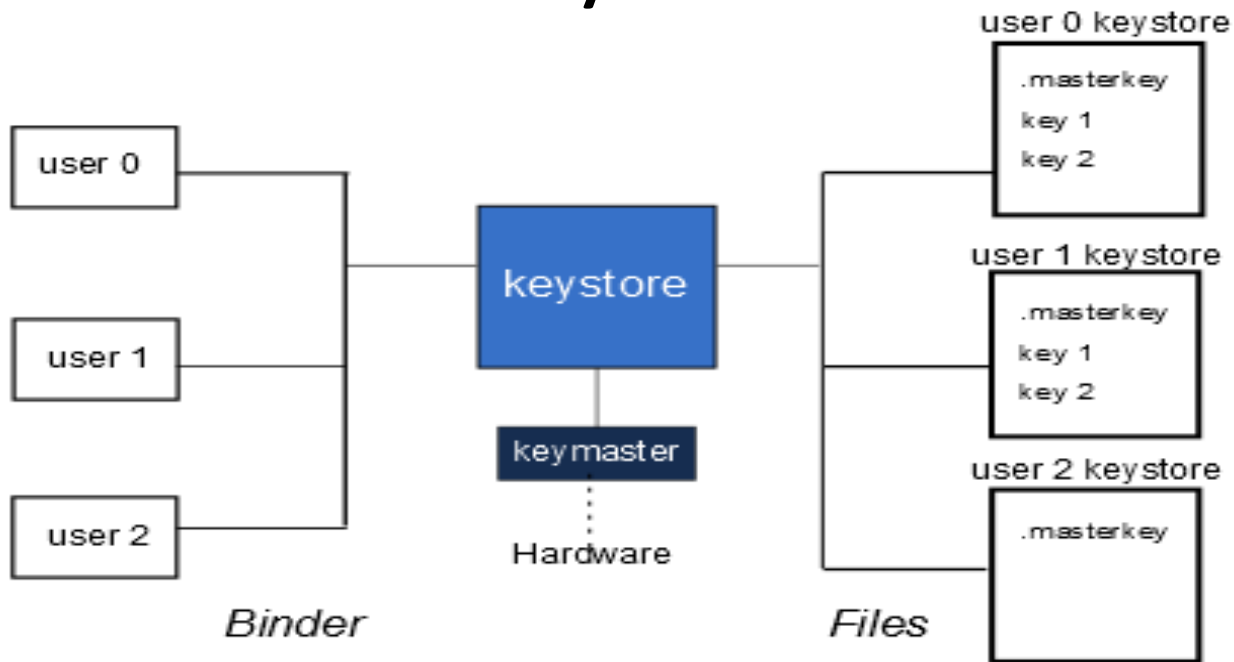 user 0 keystore
.masterkey
key 1
key 2
user 0
user 1 keystore
.masterkey
key 1
key 2
keystore
user 1
keymaster
user 2 keystore
.masterkey
user 2
Hardware
Binder
Files